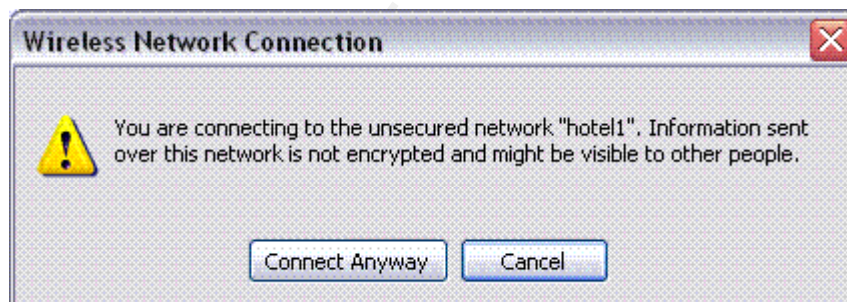 Wireless Network Connection
You are connecting to the unsecured network "hotel1". Information sent
over this network is not encrypted and might be visible to other people.
Connect Anyway
Cancel